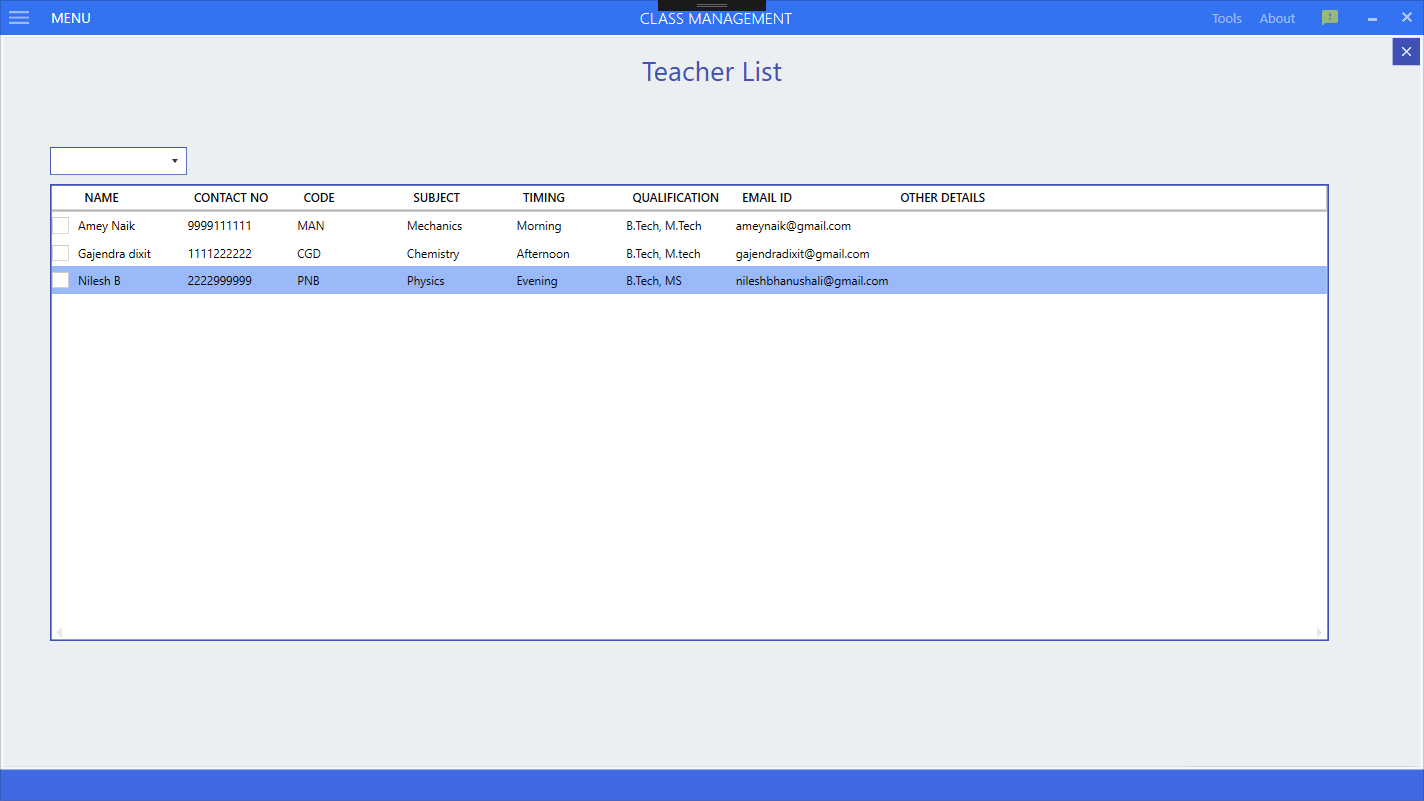 MENU CLASS MANAGEMENT Tools About
Teacher List
NAME CONTACT NO CODE SUBJECT TIMING QUALIFICATION EMAIL ID OTHER DETAILS
Amey Naik 9999111111 MAN Mechanics Morning B.Tech, M.Tech ameynaik@gmail.com
Gajendra dixit 1111222222 CGD Chemistry Afternoon B.Tech, M.tech gajendradixit@gmail.com
Nilesh B 2222999999 PNB Physics Evening B.Tech, MS nileshbhanushali@gmail.com